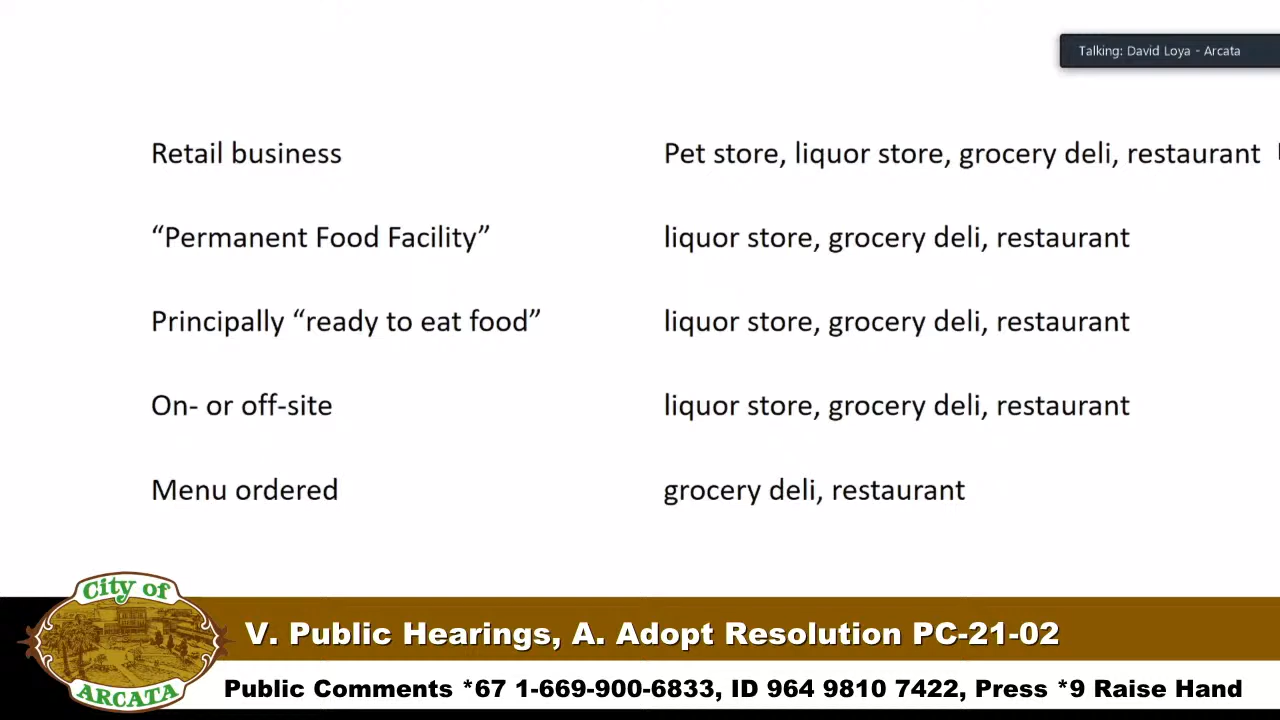 Talking: David Loya - Arcata
Retail business
Pet store, liquor store, grocery deli, restaurant
“Permanent Food Facility”
liquor store, grocery deli, restaurant
Principally “ready to eat food”
liquor store, grocery deli, restaurant
On- or off-site
liquor store, grocery deli, restaurant
Menu ordered
grocery deli, restaurant
City of
ARCATA
V. Public Hearings, A. Adopt Resolution PC-21-02
Public Comments *67 1-669-900-6833, ID 964 9810 7422, Press *9 Raise Hand